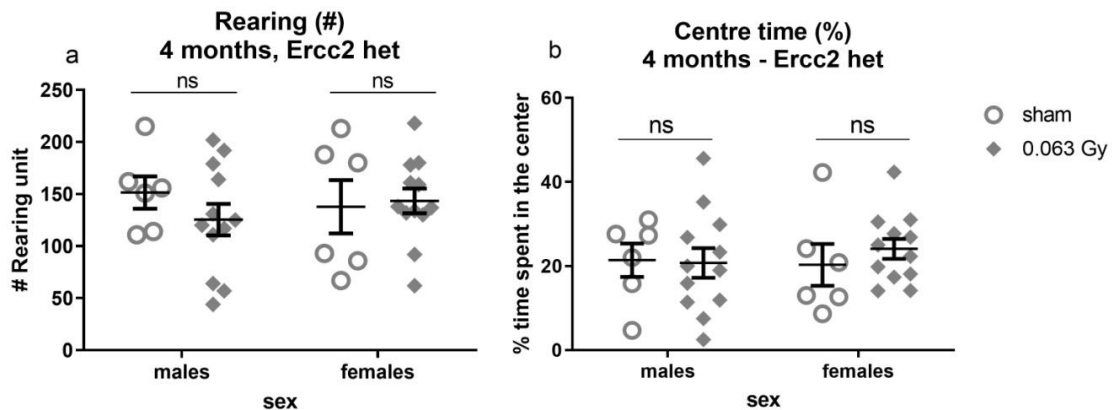 a
Rearing (#)
4 months, Ercc2 het
ns
ns
# Rearing unit
250
200
150
100
50
0
males
females
sex
b
Centre time (%)
4 months - Ercc2 het
ns
ns
% time spent in the center
60
40
20
0
males
females
sex
sham
0.063 Gy